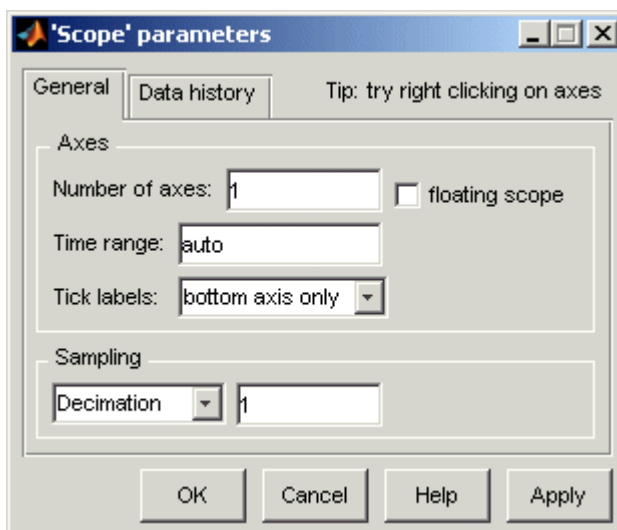 'Scope' parameters
General Data history Tip: try right clicking on axes
Axes
Number of axes: 1 floating scope
Time range: auto
Tick labels: bottom axis only
Sampling
Decimation 1
OK Cancel Help Apply